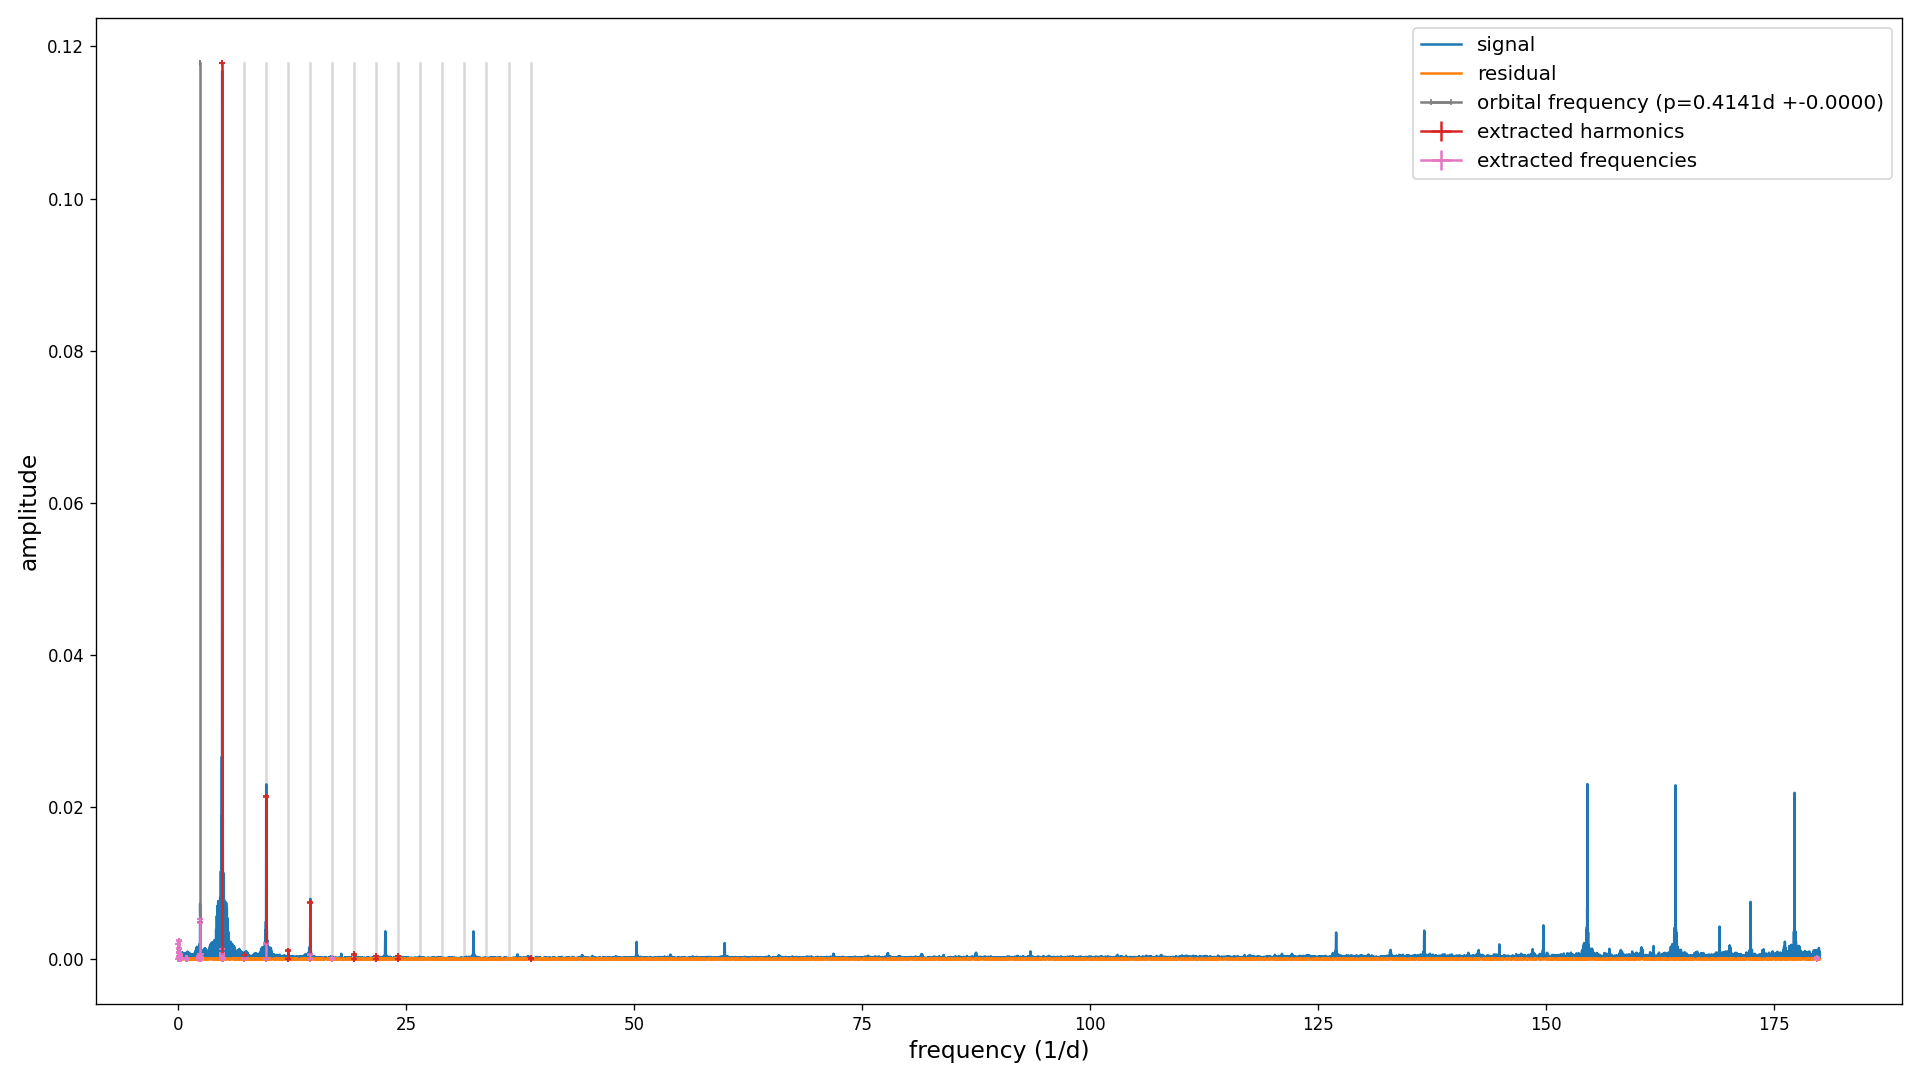 signal
residual
orbital frequency (p=0.4141d +-0.0000)
extracted harmonics
extracted frequencies
0.12
0.10
0.08
0.06
0.04
0.02
0.00
amplitude
0 25 50 75 100 125 150 175
frequency (1/d)